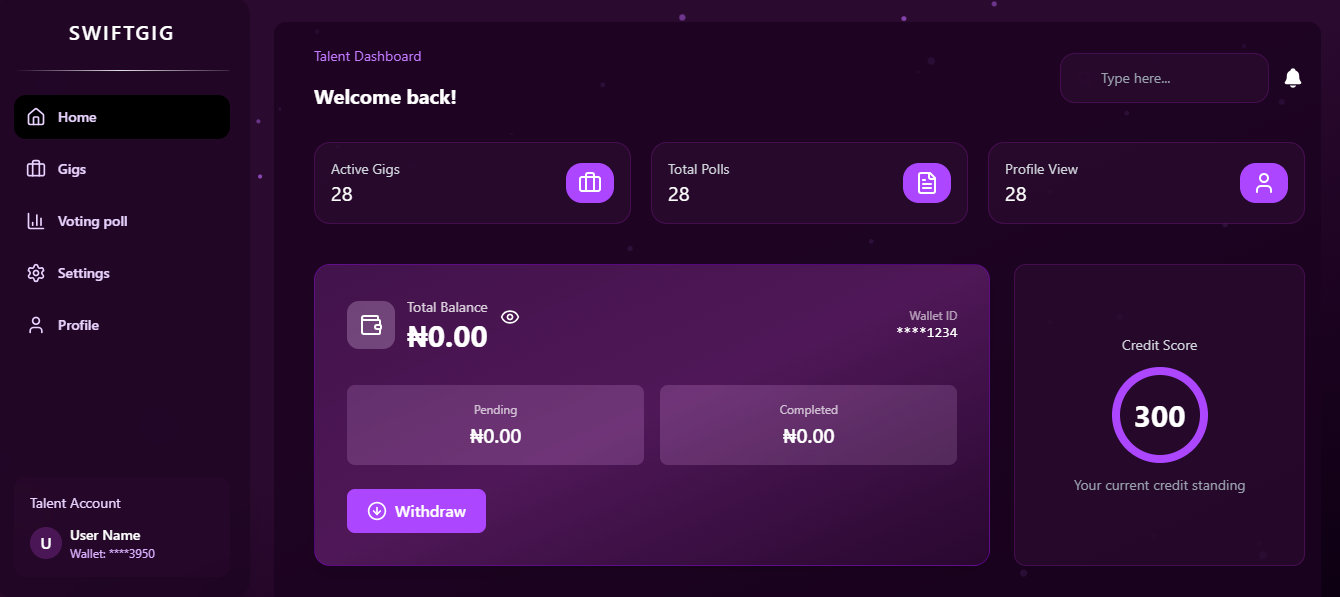 SWIFTGIG
Home
Gigs
Voting poll
Settings
Profile
Talent Account
U
User Name
Wallet: ****3950
Talent Dashboard
Welcome back!
Type here...
Active Gigs
28
Total Polls
28
Profile View
28
Total Balance
₦0.00
Wallet ID
****1234
Pending
₦0.00
Completed
₦0.00
Withdraw
Credit Score
300
Your current credit standing